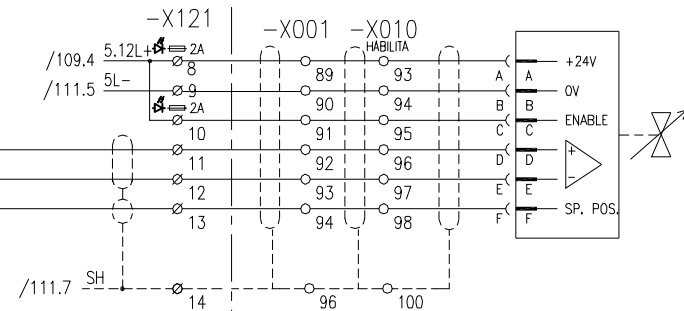 -X121 -X001 -X010
HABILITA
/109.4 5.12L+ 2A 8 89 93 A A +24V
/111.5 5L- 9 90 94 B B 0V
2A 10 91 95 C C ENABLE
11 92 96 D D +
12 93 97 E E -
13 94 98 F F SP. POS.
/111.7 SH 14 96 100